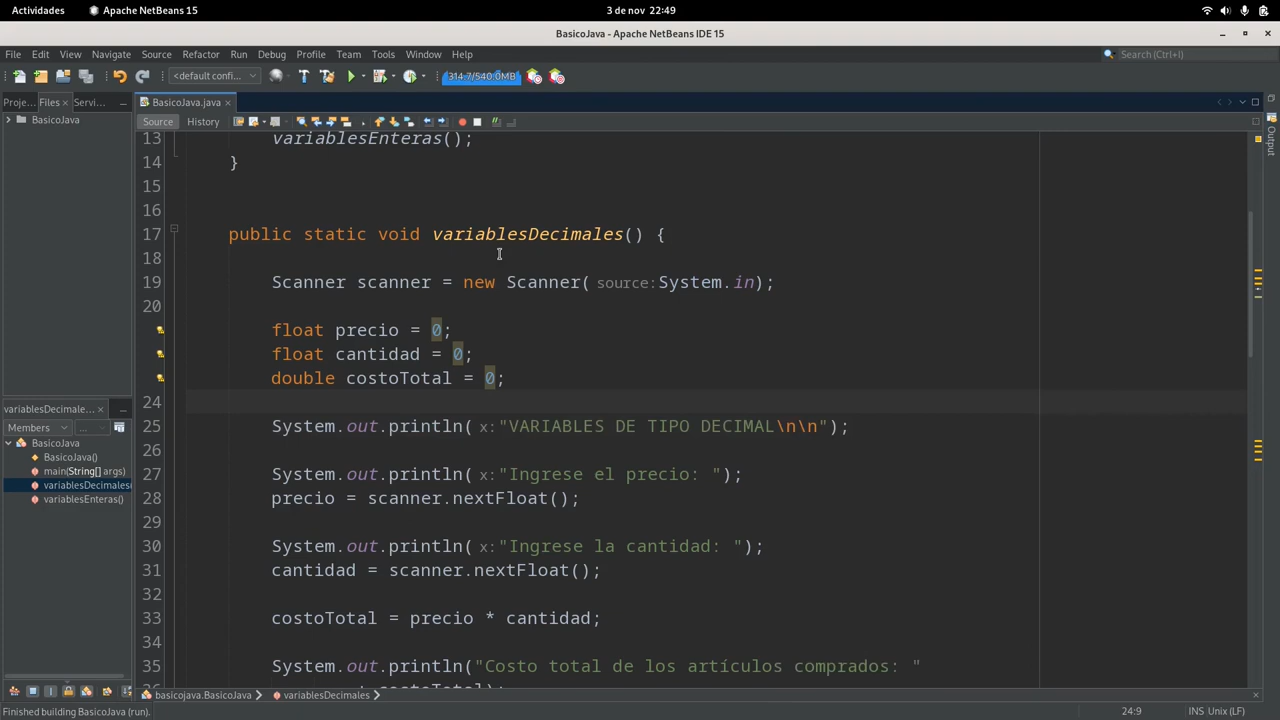 Actividades
Apache NetBeans
3 de nov 22:49
BasicoJava - Apache NetBeans IDE 15
File Edit View Navigate Source Refactor Run Debug Profile Team Tools Window Help
Search (Ctrl+I)
<default confi...
314.7/540.0MB
Proje... Files Servi...
BasicoJava.java
Source History
BasicoJava
Output
13 variablesEnteras();
14 }
15
16
17 public static void variablesDecimales() {
18
19 Scanner scanner = new Scanner( source: System.in);
20
float precio = 0;
float cantidad = 0;
double costoTotal = 0;
24
25 System.out.println( x: "VARIABLES DE TIPO DECIMAL\n\n");
26
27 System.out.println( x: "Ingrese el precio: ");
28 precio = scanner.nextFloat();
29
30 System.out.println( x: "Ingrese la cantidad: ");
31 cantidad = scanner.nextFloat();
32
33 costoTotal = precio * cantidad;
34
35 System.out.println("Costo total de los artículos comprados: "
variablesDecimale...
Members
BasicoJava
BasicoJava()
main(String[] args)
variablesDecimales
variablesEnteras()
basicojava.BasicoJava
variablesDecimales
Finished building BasicoJava (run).
24:9
INS Unix (LF)